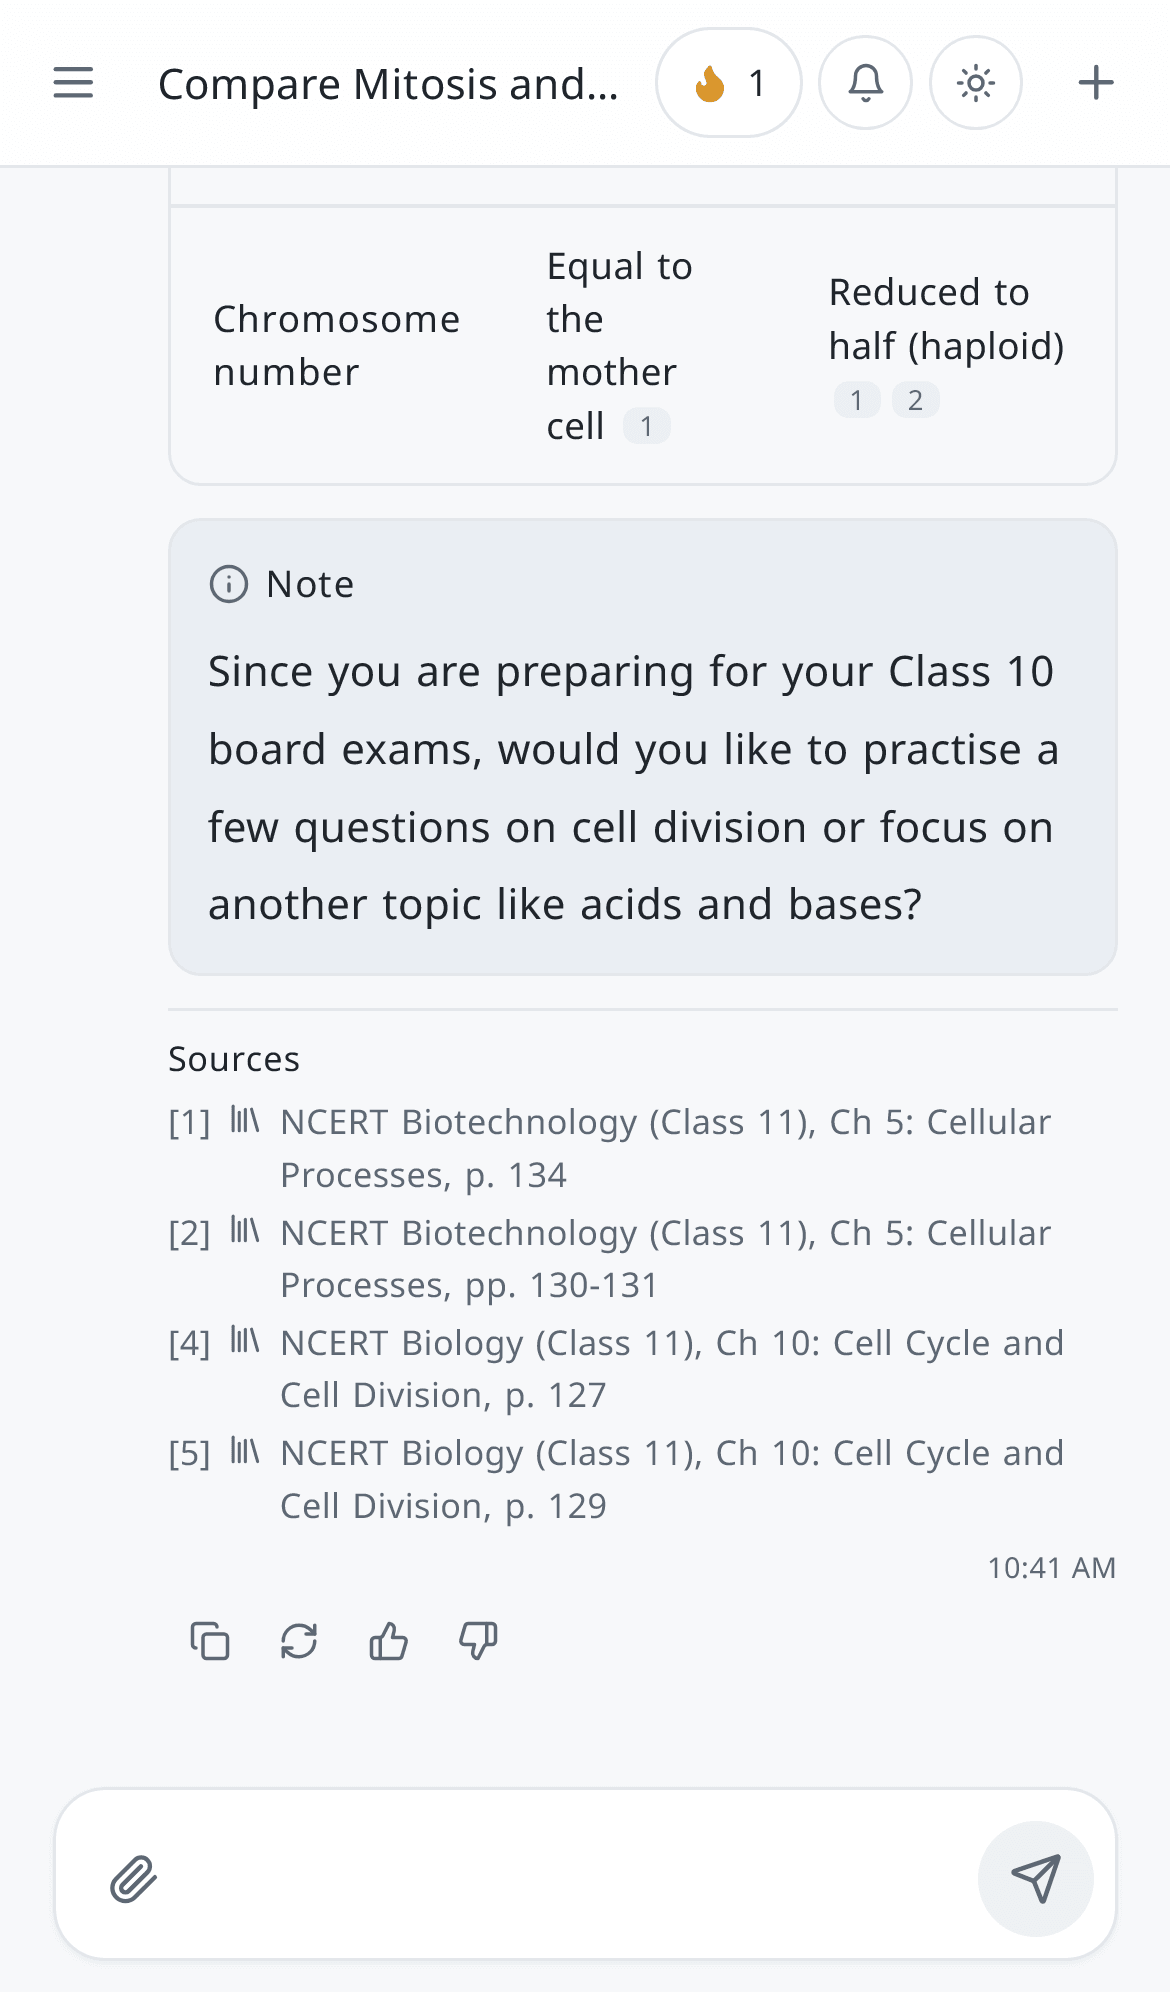 Compare Mitosis and...
1
Chromosome
number
Equal to
the
mother
cell 1
Reduced to
half (haploid)
1 2
Note
Since you are preparing for your Class 10
board exams, would you like to practise a
few questions on cell division or focus on
another topic like acids and bases?
Sources
[1] NCERT Biotechnology (Class 11), Ch 5: Cellular
Processes, p. 134
[2] NCERT Biotechnology (Class 11), Ch 5: Cellular
Processes, pp. 130-131
[4] NCERT Biology (Class 11), Ch 10: Cell Cycle and
Cell Division, p. 127
[5] NCERT Biology (Class 11), Ch 10: Cell Cycle and
Cell Division, p. 129
10:41 AM